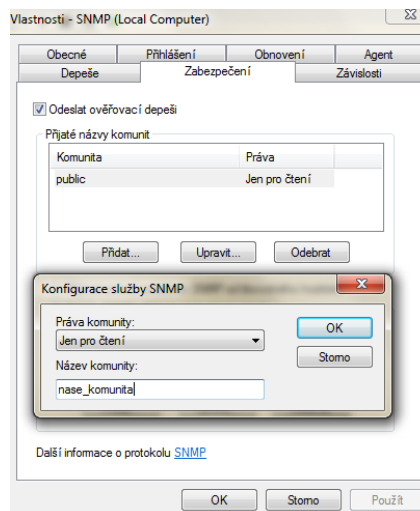 Vlastnosti - SNMP (Local Computer)
Obecné Přihlášení Obnovení Agent
Depeše Zabezpečení Závislosti
Odeslat ověřovací depeši
Přijaté názvy komunit
Komunita Práva
public Jen pro čtení
Přidat... Upravit... Odebrat
Konfigurace služby SNMP
Práva komunity:
Jen pro čtení
OK
Storno
Název komunity:
nase_komunita
Další informace o protokolu SNMP
OK Storno Použít